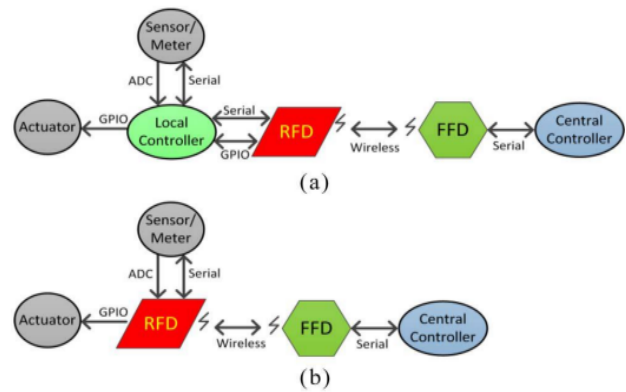 Sensor/
Meter
ADC
Serial
Actuator
GPIO
Local
Controller
Serial
GPIO
RFD
Wireless
FFD
Serial
Central
Controller
(a)
Sensor/
Meter
ADC
Serial
Actuator
GPIO
RFD
Wireless
FFD
Serial
Central
Controller
(b)